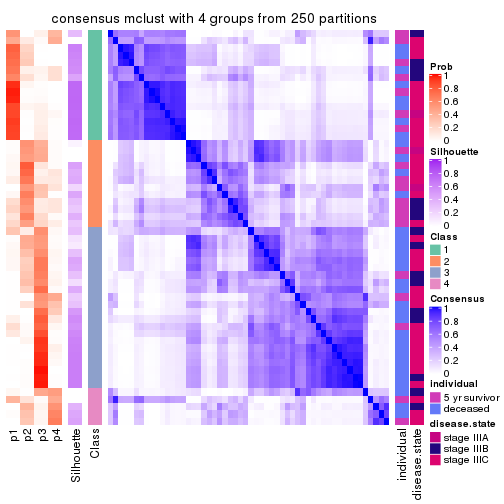 consensus mclust with 4 groups from 250 partitions
Prob
1
0.8
0.6
0.4
0.2
0
Silhouette
1
0.8
0.6
0.4
0.2
0
Class
1
2
3
4
Consensus
1
0.8
0.6
0.4
0.2
0
individual
5 yr survivor
deceased
disease.state
stage IIIA
stage IIIB
stage IIIC
p1
p2
p3
p4
Silhouette
Class
individual
disease.state